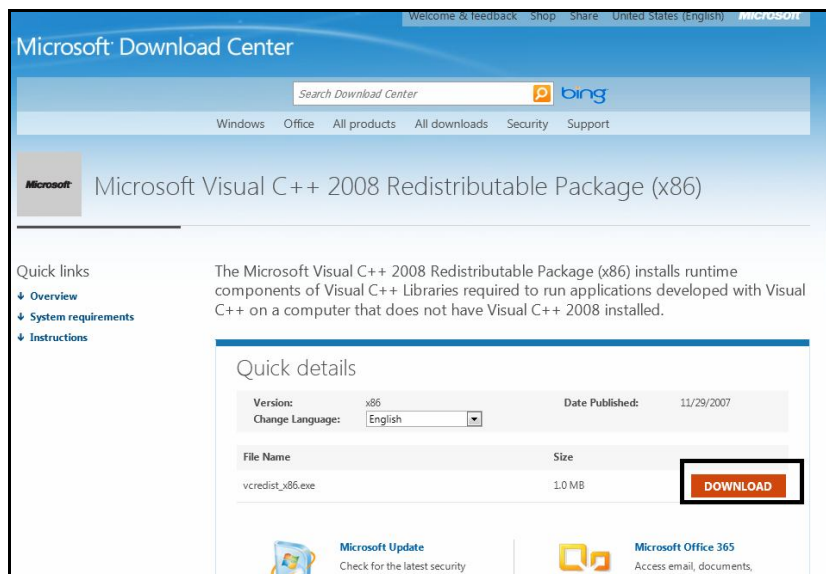 Welcome & feedback Shop Share United States (English) Microsoft
Microsoft Download Center
Search Download Center bing
Windows Office All products All downloads Security Support
Microsoft Microsoft Visual C++ 2008 Redistributable Package (x86)
Quick links
Overview
System requirements
Instructions
The Microsoft Visual C++ 2008 Redistributable Package (x86) installs runtime
components of Visual C++ Libraries required to run applications developed with Visual
C++ on a computer that does not have Visual C++ 2008 installed.
Quick details
Version: x86 Date Published: 11/29/2007
Change Language: English
File Name Size
vcredist_x86.exe 1.0 MB DOWNLOAD
Microsoft Update
Check for the latest security
Microsoft Office 365
Access email, documents,